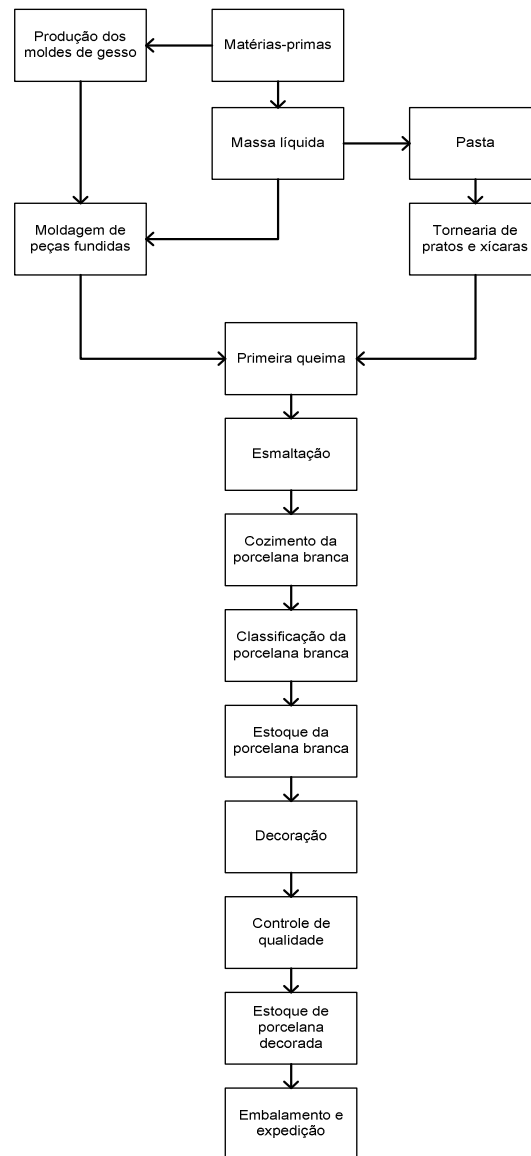 Produção dos
moldes de gesso
Matérias-primas
Massa líquida
Pasta
Moldagem de
peças fundidas
Tornearia de
pratos e xícaras
Primeira queima
Esmaltação
Cozimento da
porcelana branca
Classificação da
porcelana branca
Estoque da
porcelana branca
Decoração
Controle de
qualidade
Estoque de
porcelana
decorada
Embalamento e
expedição